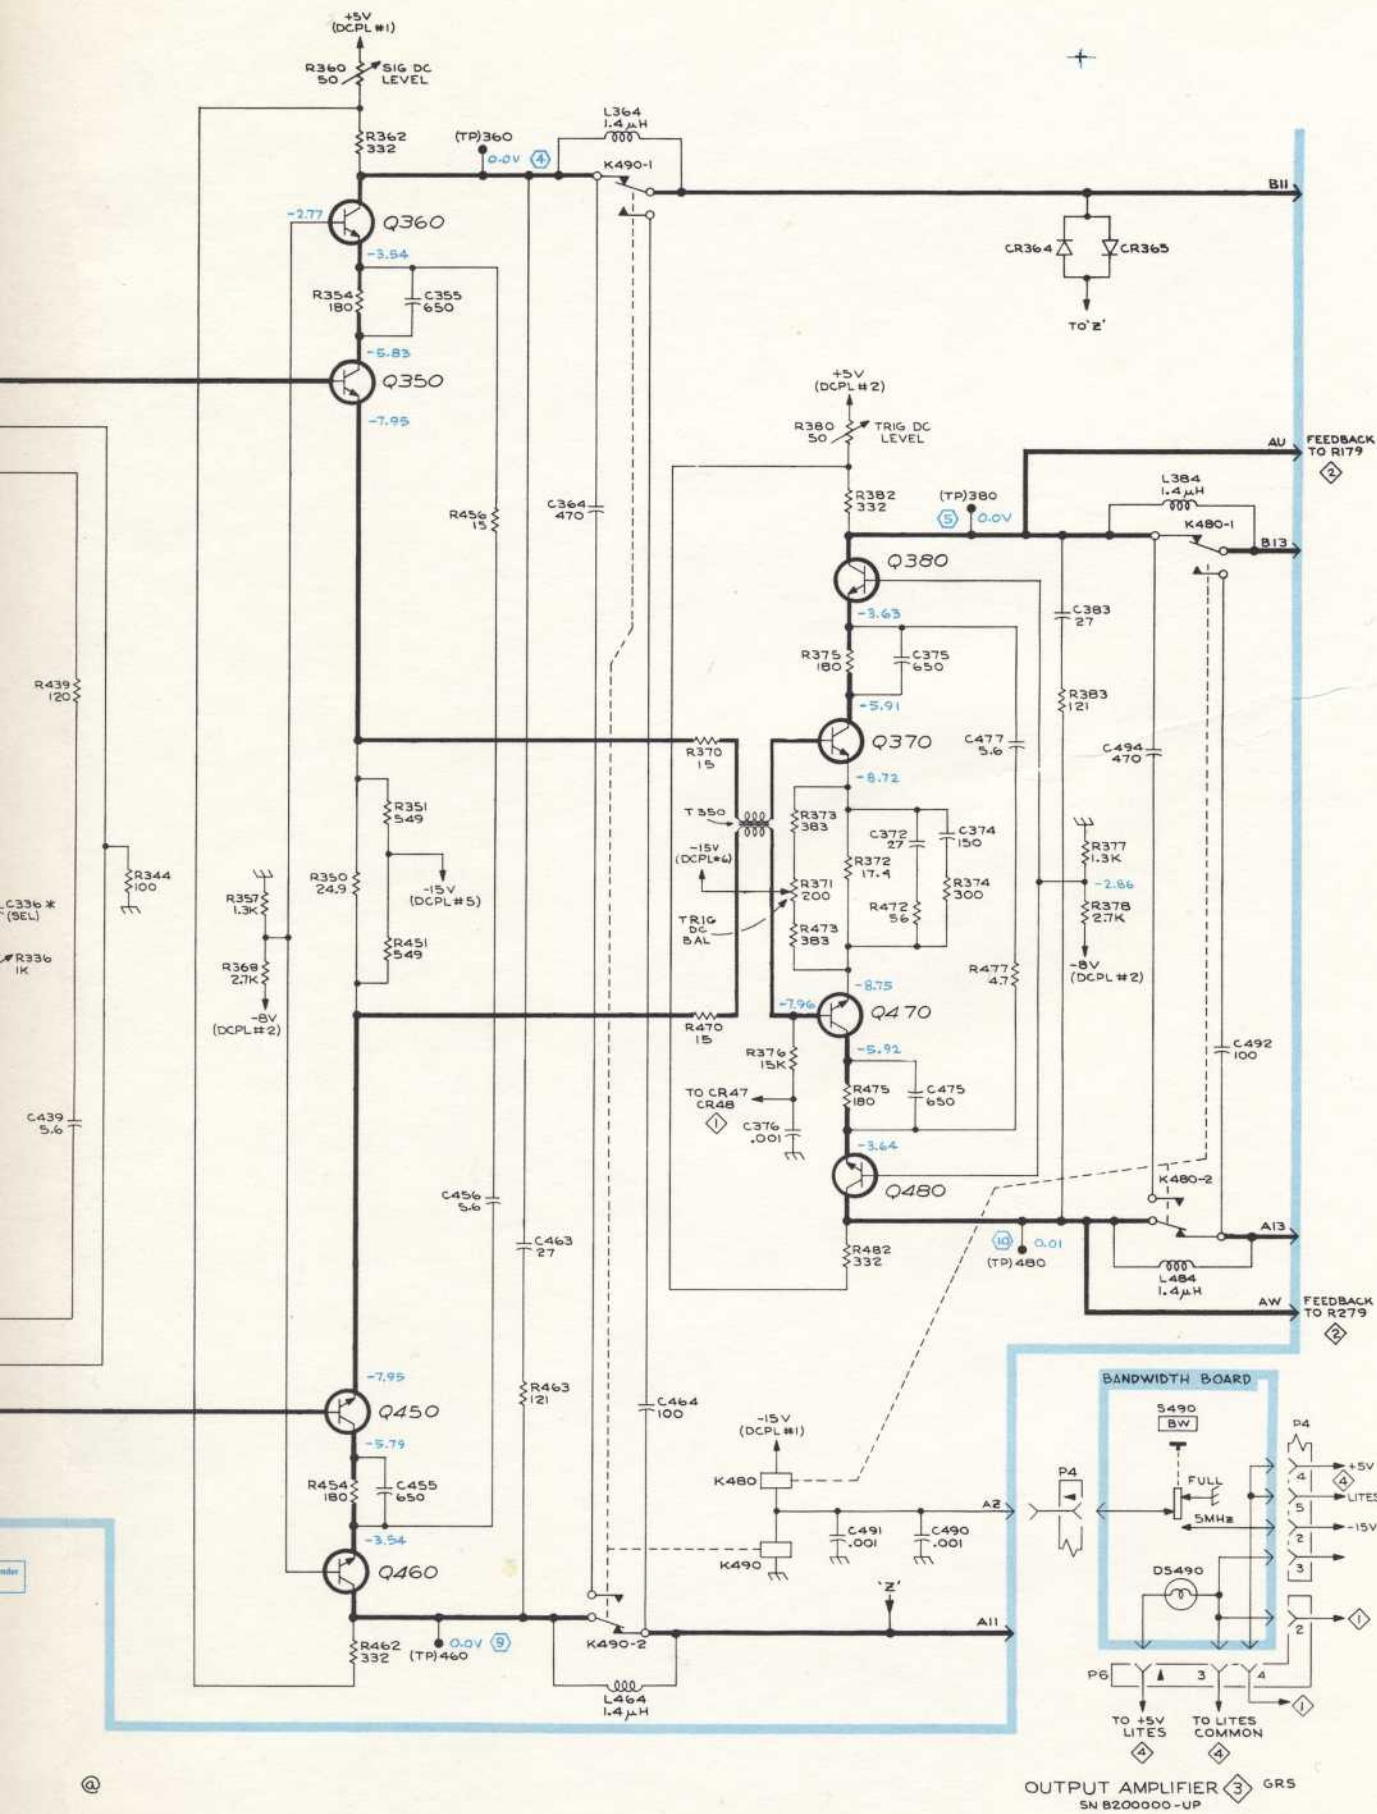 +5V
(DCPL #1)
R360
50
SIG DC
LEVEL
R362
332
(TP)360
0.0V
4
L364
1.4µH
K490-1
B11
-2.77
Q360
-3.54
R354
180
C355
650
CR364
CR365
TO 'Z'
-5.83
Q350
-7.95
+5V
(DCPL #2)
R380
50
TRIG DC
LEVEL
AU
FEEDBACK
TO R179
2
R456
15
C364
470
R382
332
(TP)380
5
0.0V
L384
1.4µH
K480-1
B13
Q380
-3.63
C383
27
R375
180
C375
650
R439
120
R383
121
-5.91
R370
15
Q370
C477
5.6
C494
470
-8.72
R351
549
T350
R373
383
C372
27
C374
150
-15V
(DCPL#6)
R377
1.3K
R344
100
R350
24.9
-15V
(DCPL #5)
R372
17.4
R371
200
R374
300
-2.86
C336 *
(SEL)
R357
1.3K
R472
56
R378
2.7K
TRIG
DC
BAL
R473
383
R336
1K
R451
549
R368
2.7K
R477
4.7
-8V
(DCPL #2)
-8V
(DCPL #2)
-8.75
-7.96
Q470
R470
15
R376
15K
-5.92
C492
100
TO CR47
CR48
1
R475
180
C475
650
C439
5.6
C376
.001
-3.64
Q480
K480-2
C456
5.6
C463
27
R482
332
10
0.01
(TP)480
A13
L484
1.4µH
AW
FEEDBACK
TO R279
2
-7.95
R463
121
C464
100
BANDWIDTH BOARD
Q450
-15V
(DCPL #1)
S490
BW
P4
-5.79
R454
180
C455
650
K480
P4
FULL
4
+5V
4
A2
5
LITES
5MHz
C491
.001
C490
.001
2
-15V
-3.54
K490
3
Q460
DS490
'Z'
2
1
R462
332
(TP)460
0.0V
9
K490-2
A11
L464
1.4µH
P6
3
4
1
TO +5V
LITES
4
TO LITES
COMMON
4
@
OUTPUT AMPLIFIER 3 GRS
SN B200000-UP